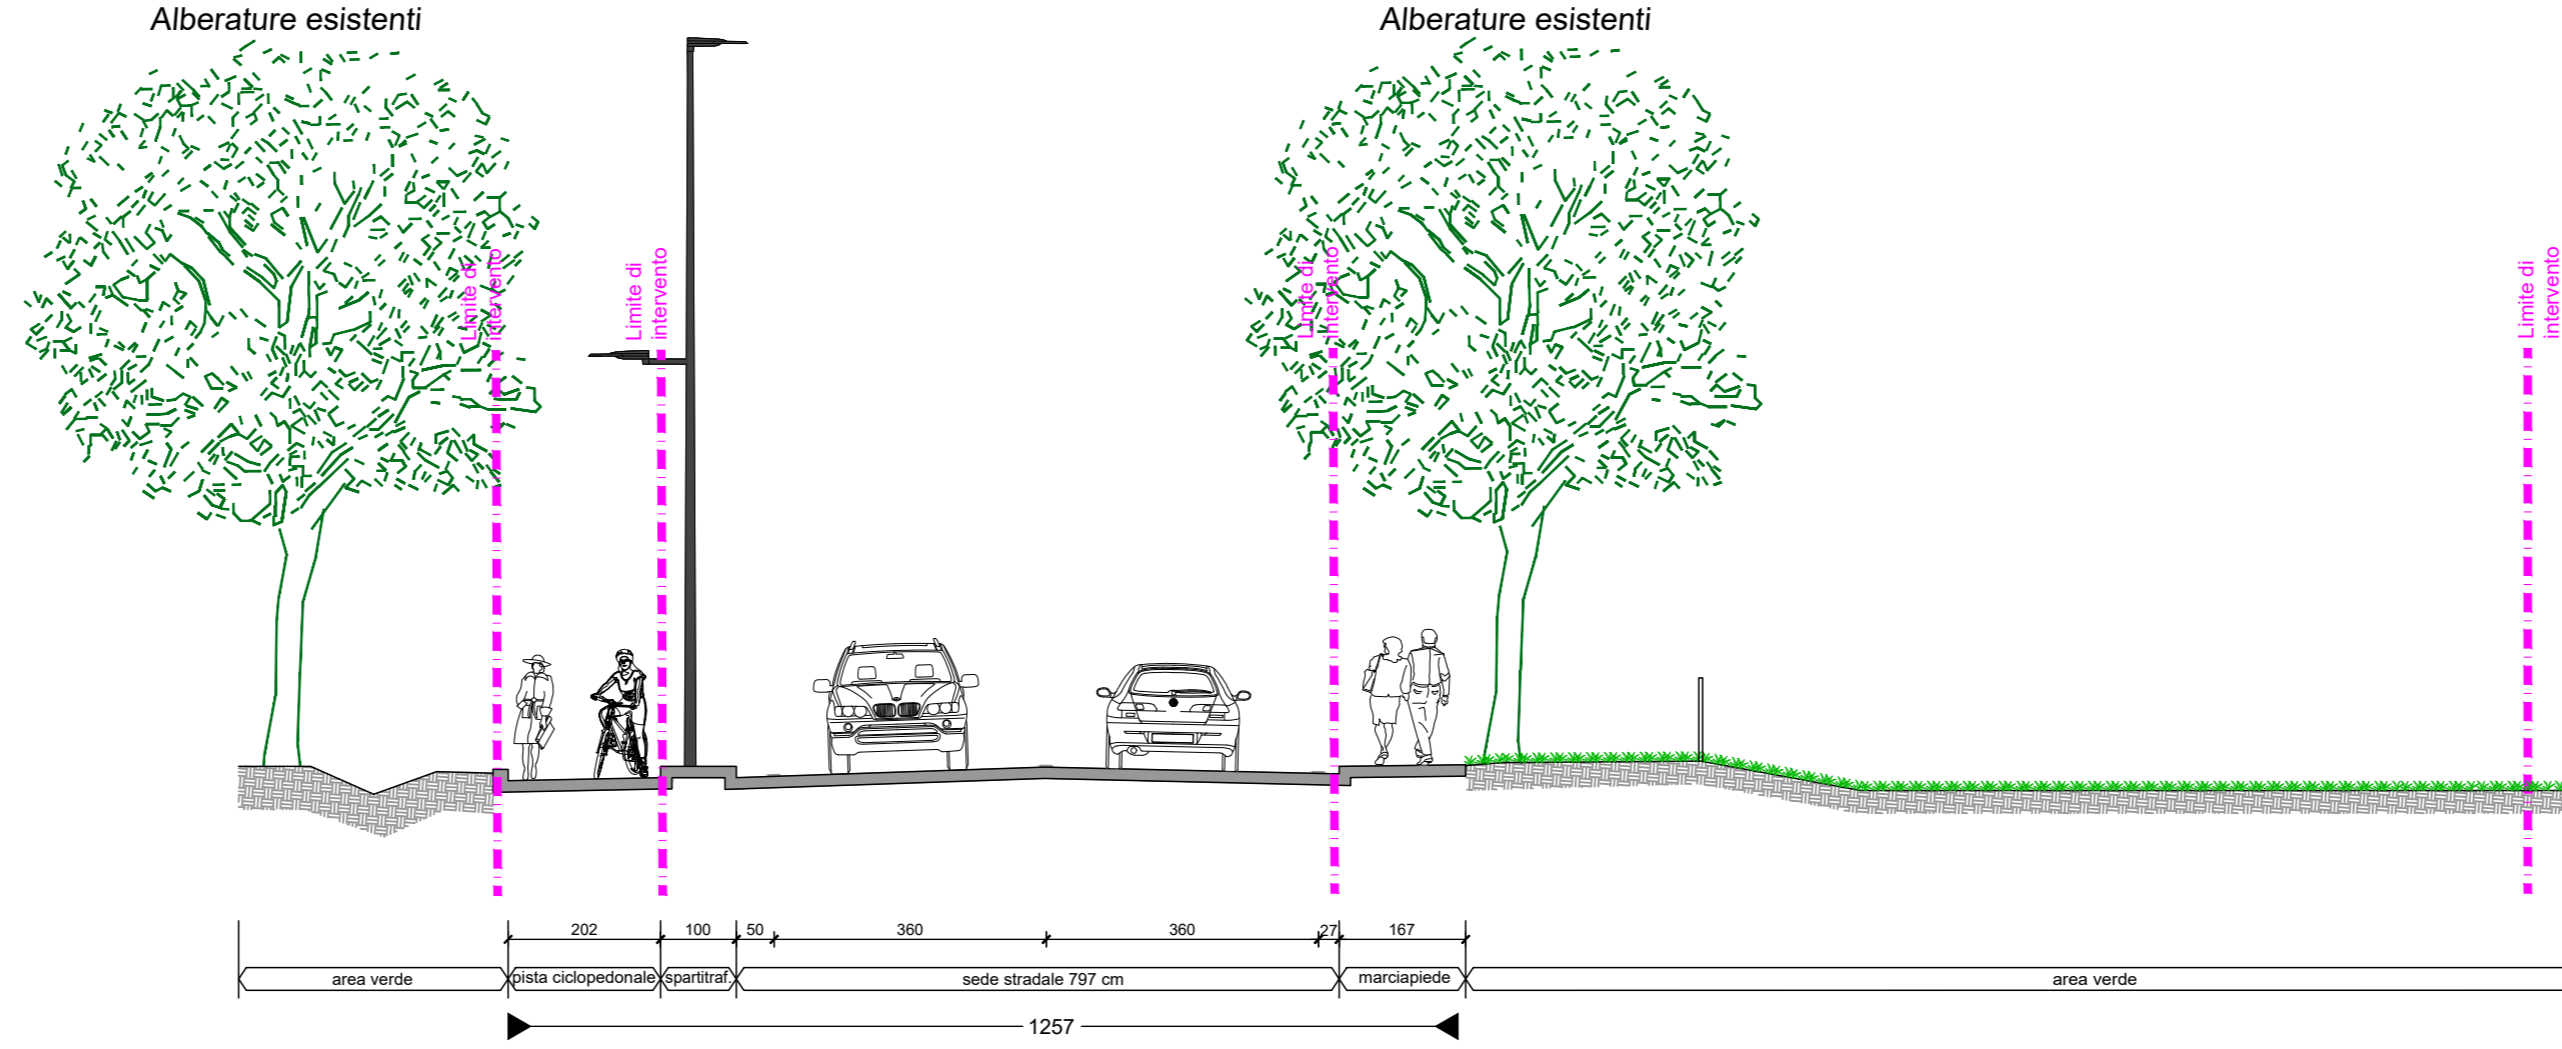 Alberature esistenti
Alberature esistenti
Limite di
intervento
Limite di
intervento
Limite di
intervento
Limite di
intervento
202
100
50
360
360
27
167
area verde
pista ciclopedonale
spartitraf.
sede stradale 797 cm
marciapiede
area verde
1257